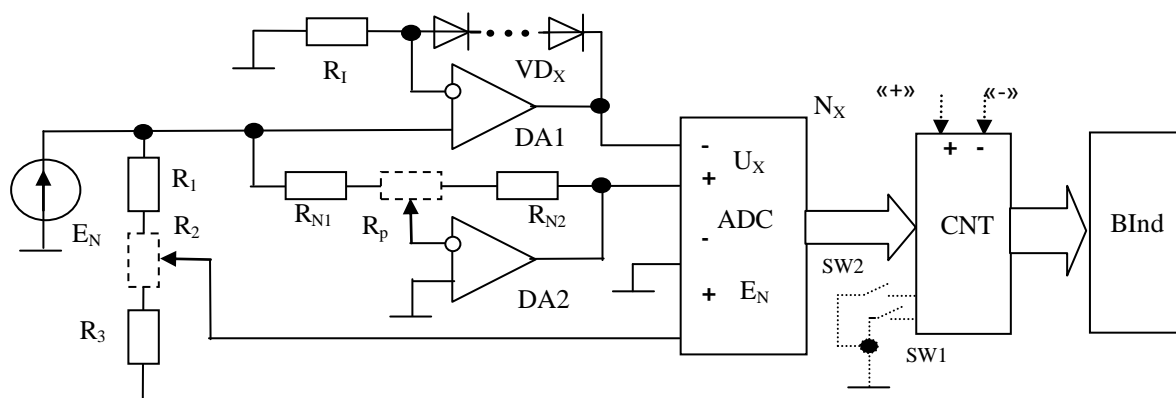 R_I
VD_X
DA1
«+»
«-»
N_X
+ -
- U_X
+
ADC
-
+ E_N
CNT
BInd
E_N
R_1
R_2
R_3
R_N1
R_p
R_N2
DA2
SW2
SW1